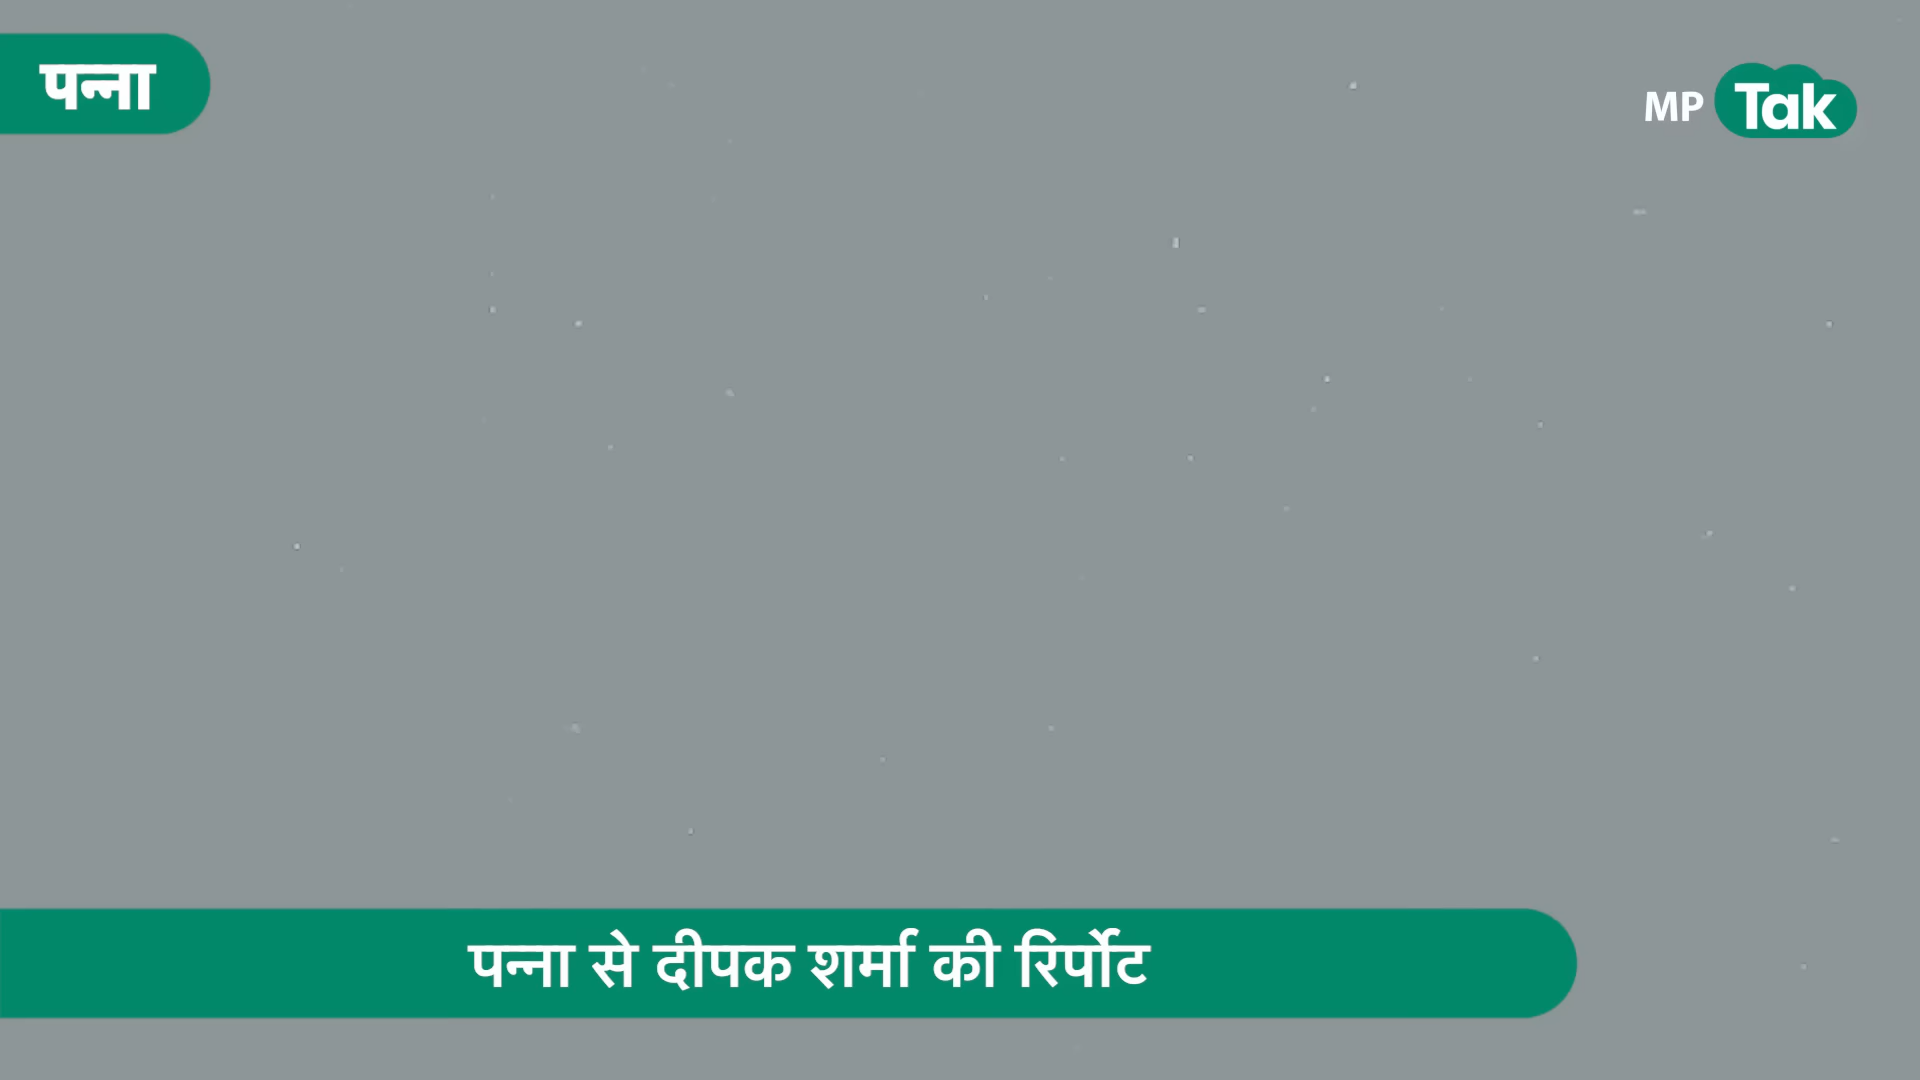 पन्ना
MP Tak
पन्ना से दीपक शर्मा की रिर्पोट